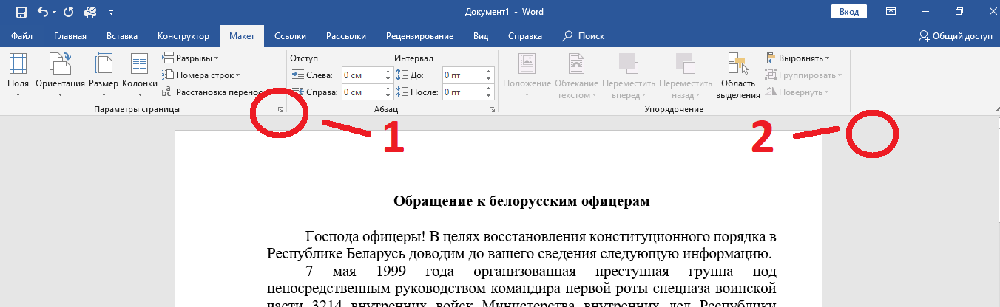 Документ1 - Word
Вход
Файл Главная Вставка Конструктор Макет Ссылки Рассылки Рецензирование Вид Справка Поиск Общий доступ
Поля
Ориентация
Размер
Колонки
Разрывы
Номера строк
abc Расстановка перенос
Параметры страницы
Отступ
Слева: 0 см
Справа: 0 см
Интервал
До: 0 пт
После: 0 пт
Абзац
Положение
Обтекание
текстом
Переместить
вперед
Переместить
назад
Область
выделения
Выровнять
Группировать
Повернуть
Упорядочение
1
2
Обращение к белорусским офицерам
Господа офицеры! В целях восстановления конституционного порядка в
Республике Беларусь доводим до вашего сведения следующую информацию.
7 мая 1999 года организованная преступная группа под
непосредственным руководством командира первой роты спецназа воинской
части 3214 внутренних войск Министерства внутренних дел Республики